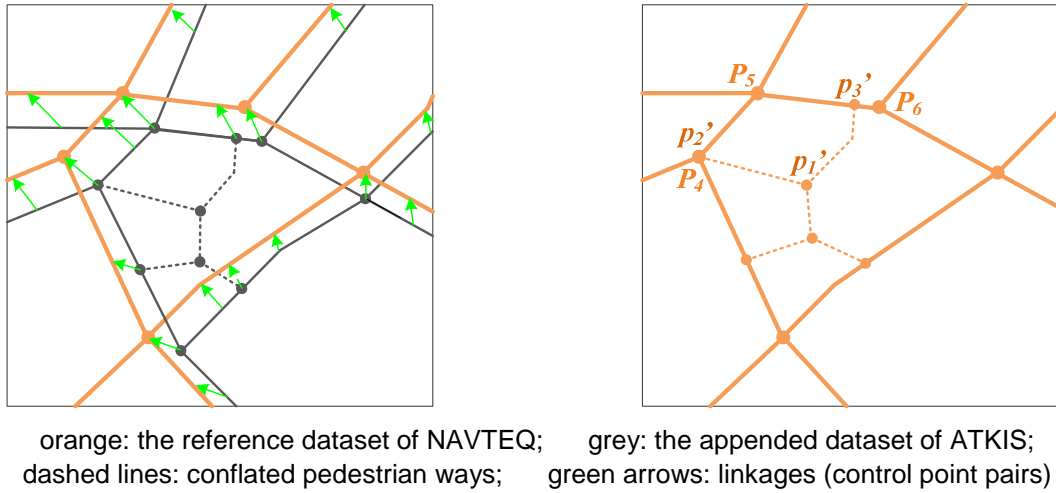 P5
p3'
P6
p2'
p1'
P4
orange: the reference dataset of NAVTEQ; grey: the appended dataset of ATKIS;
dashed lines: conflated pedestrian ways; green arrows: linkages (control point pairs)